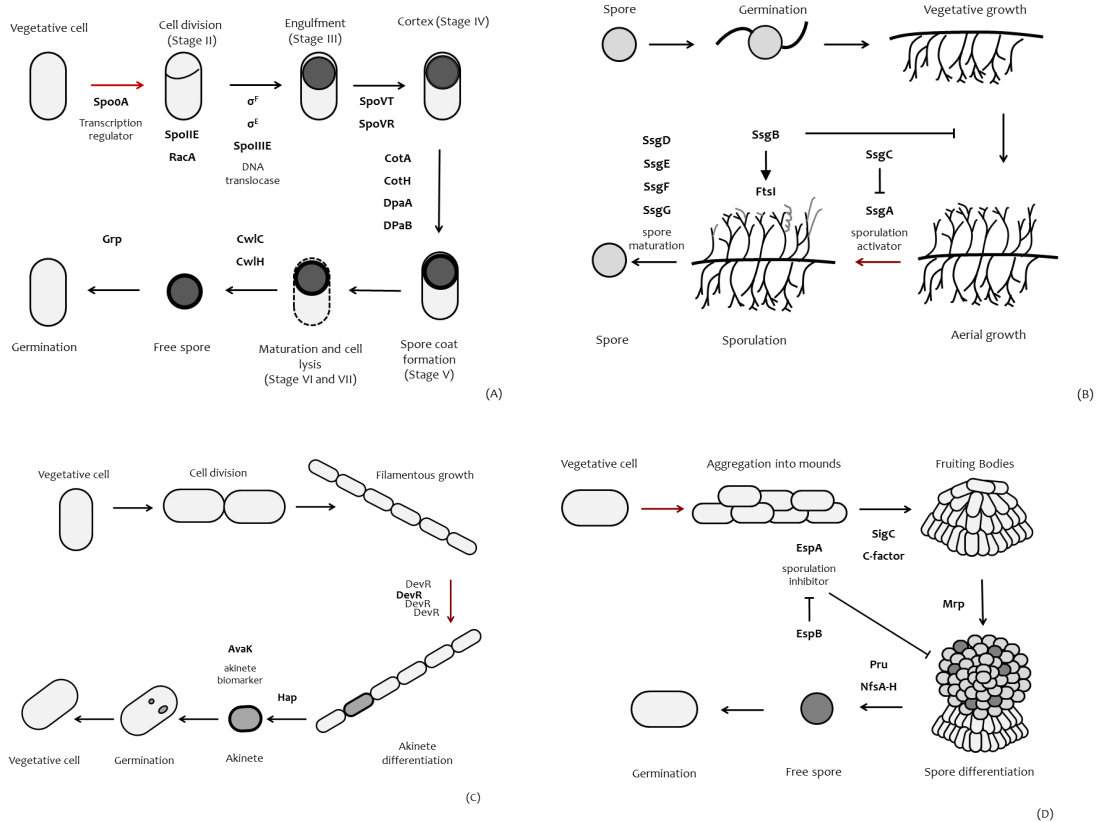 Vegetative cell
Cell division
(Stage II)
Engulfment
(Stage III)
Cortex (Stage IV)
SpooA
Transcription
regulator
SpoIIE
RacA
σF
σE
SpoIIIE
DNA
translocase
SpoVT
SpoVR
CotA
CotH
DpaA
DPaB
Grp
CwlC
CwlH
Germination
Free spore
Maturation and cell
lysis
(Stage VI and VII)
Spore coat
formation
(Stage V)
(A)
Spore
Germination
Vegetative growth
SsgD
SsgE
SsgF
SsgG
spore
maturation
SsgB
FtsI
SsgC
SsgA
sporulation
activator
Spore
Sporulation
Aerial growth
(B)
Vegetative cell
Cell division
Filamentous growth
DevR
DevR
DevR
DevR
AvaK
akinete
biomarker
Hap
Vegetative cell
Germination
Akinete
Akinete
differentiation
(C)
Vegetative cell
Aggregation into mounds
Fruiting Bodies
SigC
C-factor
EspA
sporulation
inhibitor
EspB
Mrp
Pru
NfsA-H
Germination
Free spore
Spore differentiation
(D)